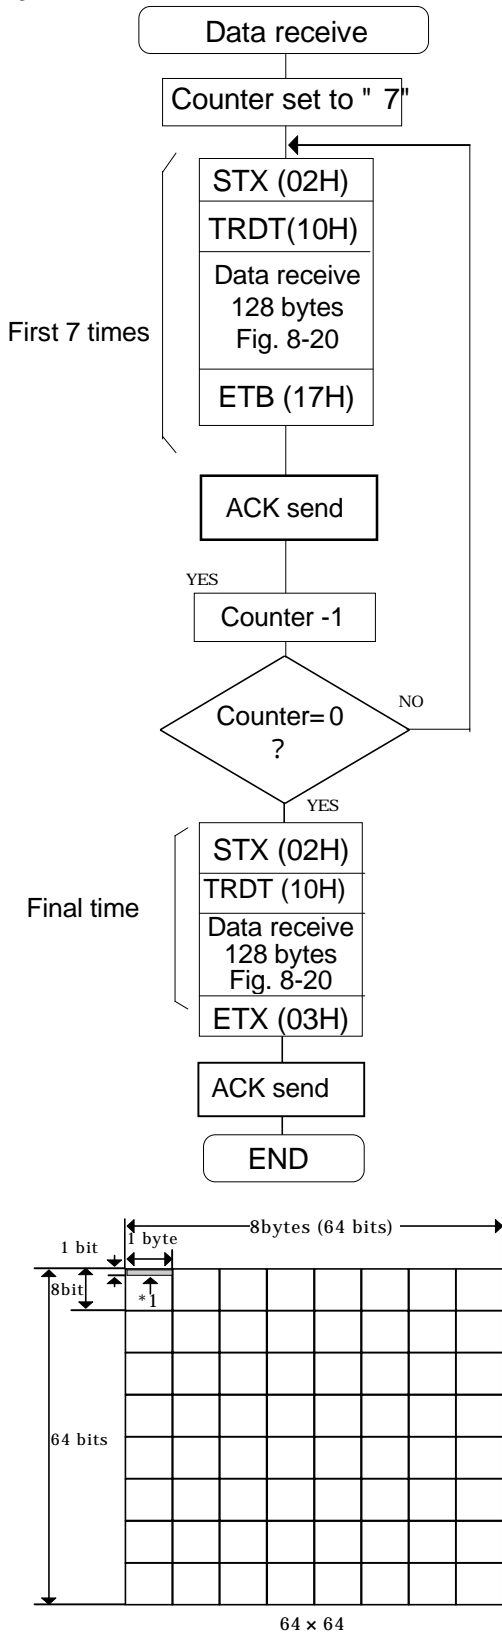 Data receive
Counter set to " 7"
STX (02H)
TRDT(10H)
Data receive
128 bytes
Fig. 8-20
First 7 times
ETB (17H)
ACK send
YES
Counter -1
Counter= 0
?
NO
YES
STX (02H)
TRDT (10H)
Final time
Data receive
128 bytes
Fig. 8-20
ETX (03H)
ACK send
END
8bytes (64 bits)
1 byte
1 bit
8bit
*1
64 bits
64 × 64